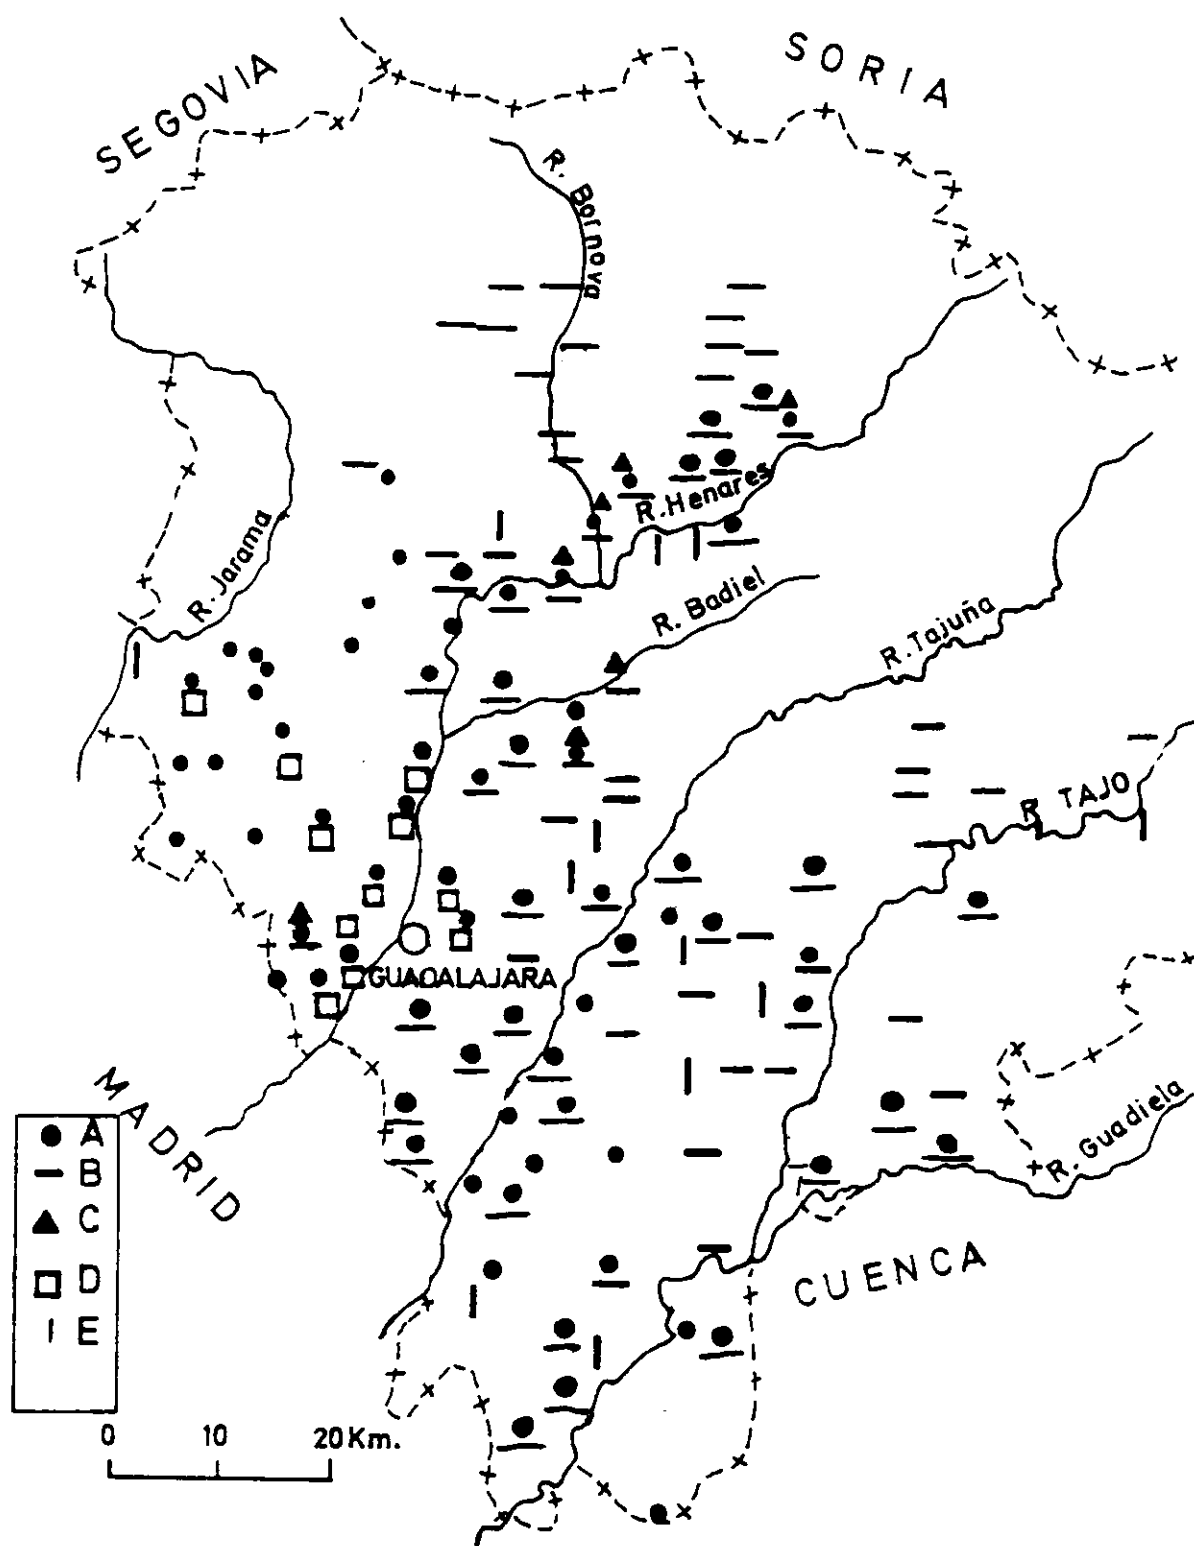 SEGOVIA
SORIA
R. Bornova
R. Henares
R. Jarama
R. Badiel
R. Tajuña
R. TAJO
GUADALAJARA
MADRID
R. Guadiela
CUENCA
A
B
C
D
E
0 10 20 Km.